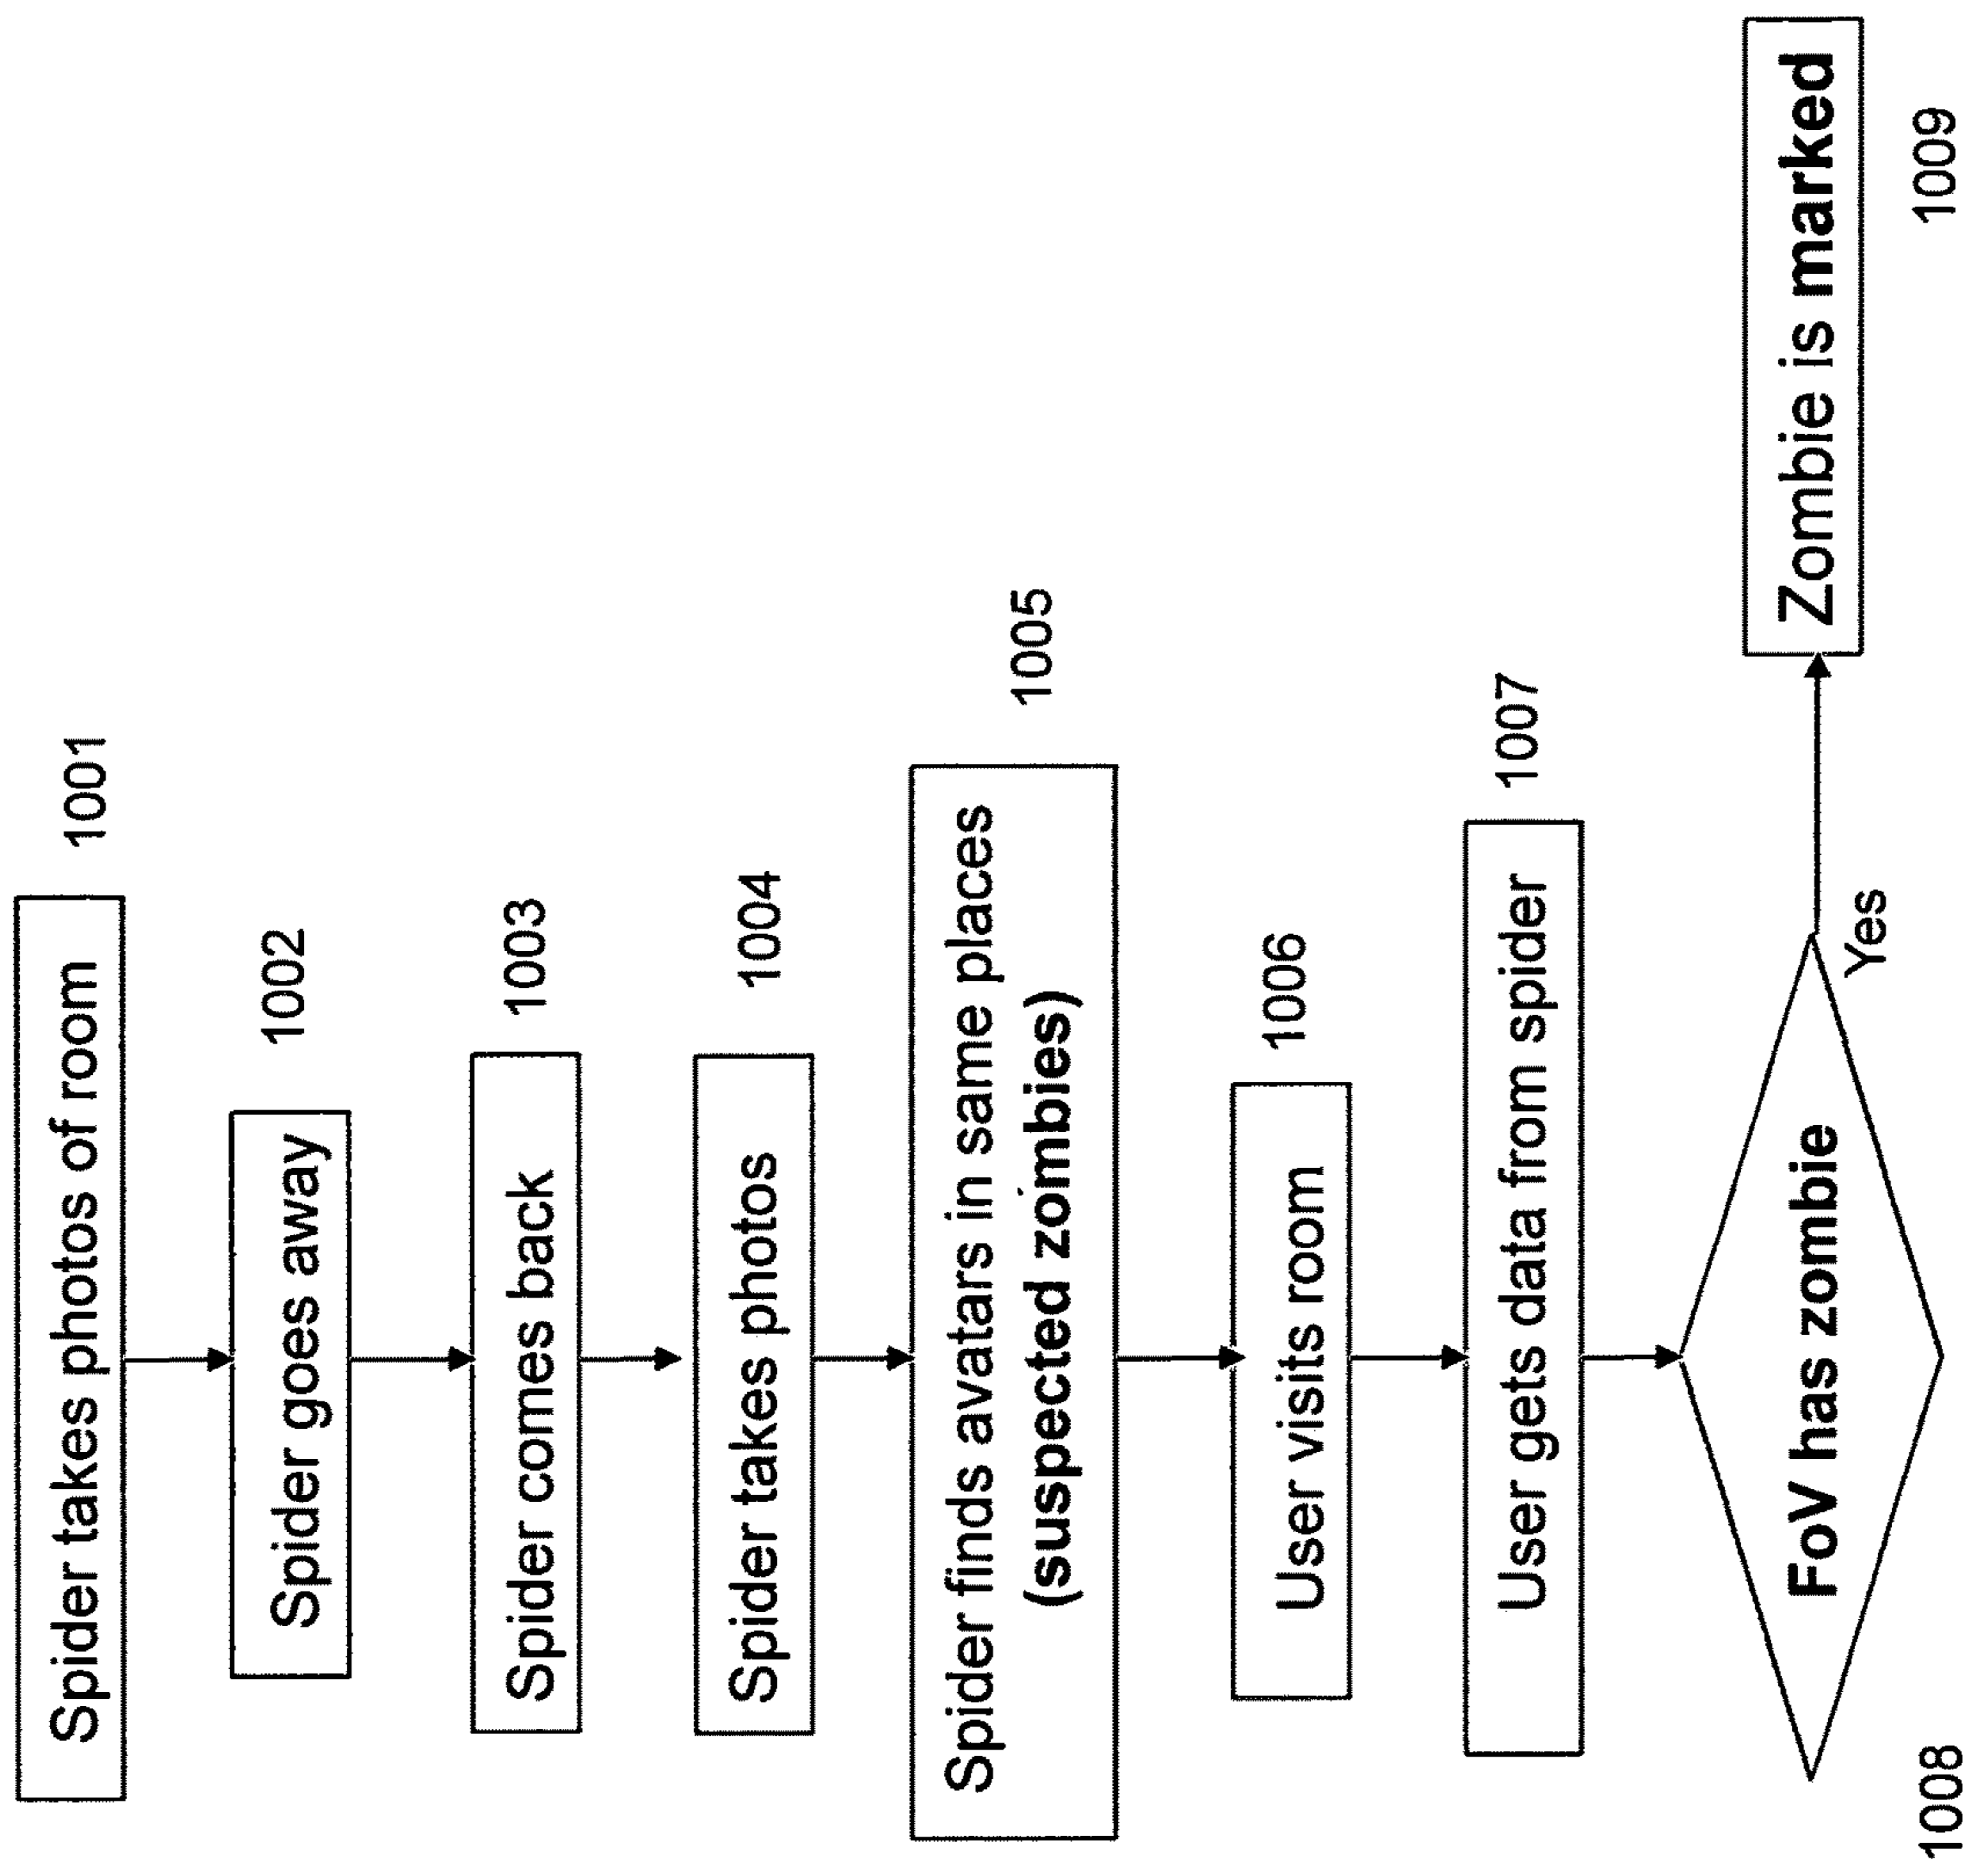 Spider takes photos of room
1001
Spider goes away
1002
Spider comes back
1003
Spider takes photos
1004
Spider finds avatars in same places
(suspected zombies)
1005
User visits room
1006
User gets data from spider
1007
FoV has zombie
1008
Yes
Zombie is marked
1009